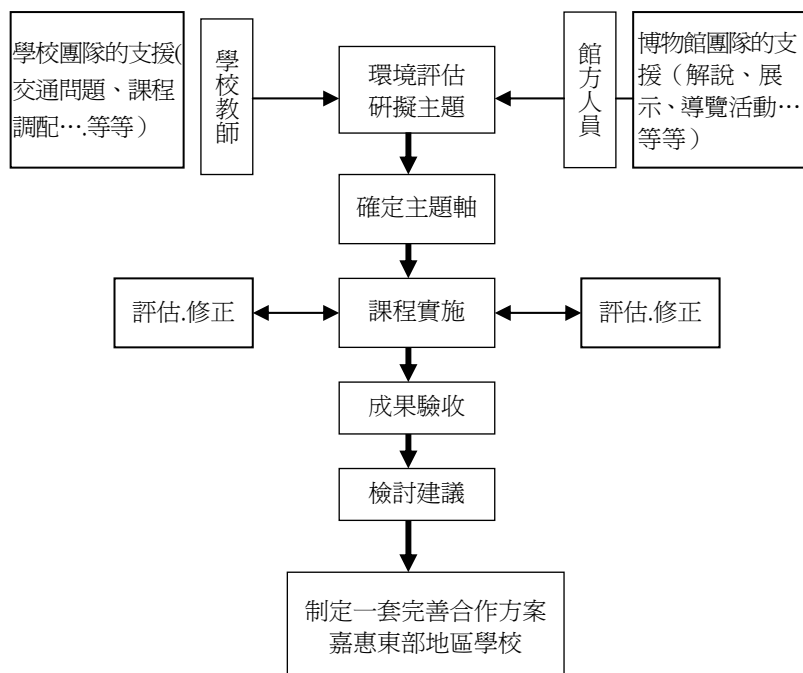 學校團隊的支援(
交通問題、課程
調配….等等）
學校教師
環境評估
研擬主題
館方人員
博物館團隊的支
援（解說、展
示、導覽活動…
等等）
確定主題軸
評估.修正
課程實施
評估.修正
成果驗收
檢討建議
制定一套完善合作方案
嘉惠東部地區學校